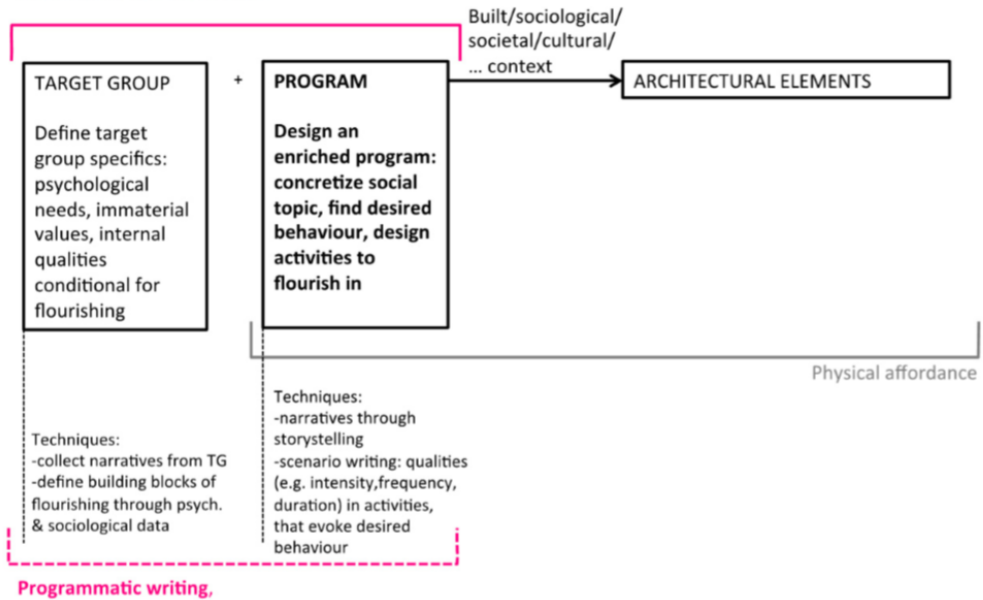 Built/sociological/
societal/cultural/
... context
TARGET GROUP
+
PROGRAM
ARCHITECTURAL ELEMENTS
Define target
group specifics:
psychological
needs, immaterial
values, internal
qualities
conditional for
flourishing
Design an
enriched program:
concretize social
topic, find desired
behaviour, design
activities to
flourish in
Physical affordance
Techniques:
-collect narratives from TG
-define building blocks of
flourishing through psych.
& sociological data
Techniques:
-narratives through
storystelling
-scenario writing: qualities
(e.g. intensity,frequency,
duration) in activities,
that evoke desired
behaviour
Programmatic writing,